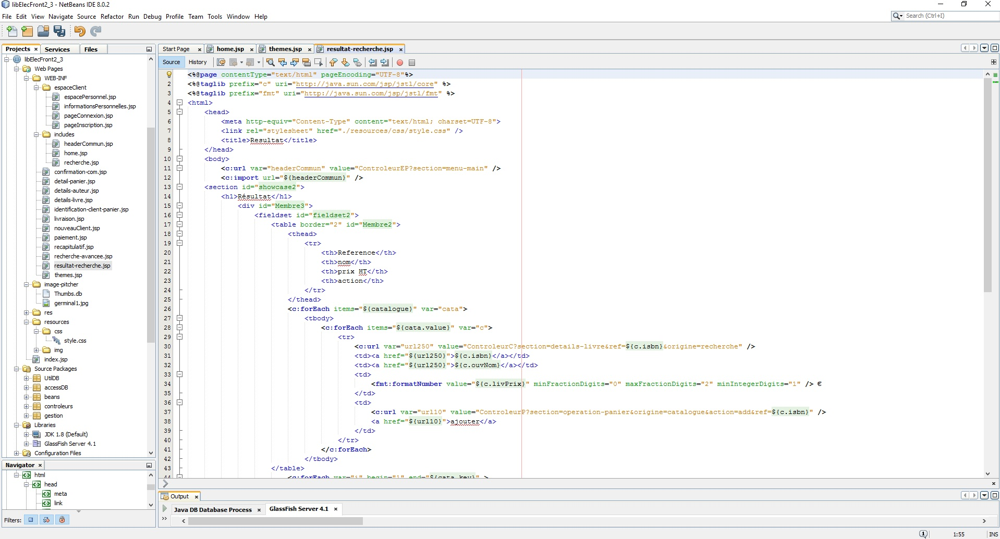 libElecFront2_3 - NetBeans IDE 8.0.2
File Edit View Navigate Source Refactor Run Debug Profile Team Tools Window Help
Search (Ctrl+I)
Projects
Services
Files
libElecFront2_3
Web Pages
WEB-INF
espaceClient
espacePersonnel.jsp
informationsPersonnelles.jsp
pageConnexion.jsp
pageInscription.jsp
includes
headerCommun.jsp
home.jsp
recherche.jsp
confirmation-com.jsp
detail-panier.jsp
details-auteur.jsp
details-livre.jsp
identification-client-panier.jsp
livraison.jsp
nouveauClient.jsp
paiement.jsp
recapitulatif.jsp
recherche-avancee.jsp
resultat-recherche.jsp
themes.jsp
image-pitcher
Thumbs.db
germinal1.jpg
res
resources
css
style.css
img
index.jsp
Source Packages
UtilDB
accessDB
beans
controleurs
gestion
Libraries
JDK 1.8 (Default)
GlassFish Server 4.1
Configuration Files
Navigator
html
head
meta
link
Filters:
Start Page
home.jsp
themes.jsp
resultat-recherche.jsp
Source History
<%@page contentType="text/html" pageEncoding="UTF-8"%>
2 <%@taglib prefix="c" uri="http://java.sun.com/jsp/jstl/core" %>
3 <%@taglib prefix="fmt" uri="http://java.sun.com/jsp/jstl/fmt" %>
4 <html>
5 <head>
6 <meta http-equiv="Content-Type" content="text/html; charset=UTF-8">
7 <link rel="stylesheet" href="./resources/css/style.css" />
8 <title>Resultat</title>
9 </head>
10 <body>
11 <c:url var="headerCommun" value="ControleurEP?section=menu-main" />
12 <c:import url="${headerCommun}" />
13 <section id="showcase2">
14 <h1>Résultat</h1>
15 <div id="Membre3">
16 <fieldset id="fieldset2">
17 <table border="2" id="Membre2">
18 <thead>
19 <tr>
20 <th>Reference</th>
21 <th>nom</th>
22 <th>prix HT</th>
23 <th>action</th>
24 </tr>
25 </thead>
26 <c:forEach items="${catalogue}" var="cata">
27 <tbody>
28 <c:forEach items="${cata.value}" var="c">
29 <tr>
30 <c:url var="url250" value="ControleurC?section=details-livre&ref=${c.isbn}&origine=recherche" />
31 <td><a href="${url250}">${c.isbn}</a></td>
32 <td><a href="${url250}">${c.ouvNom}</a></td>
33 <td>
34 <fmt:formatNumber value="${c.livPrix}" minFractionDigits="0" maxFractionDigits="2" minIntegerDigits="1" /> €
35 </td>
36 <td>
37 <c:url var="url10" value="ControleurP?section=operation-panier&origine=catalogue&action=add&ref=${c.isbn}" />
38 <a href="${url10}">ajouter</a>
39 </td>
40 </tr>
41 </c:forEach>
42 </tbody>
43 </table>
44 <c:forEach var="i" begin="1" end="${cata.key}" >
Output
Java DB Database Process
GlassFish Server 4.1
1:55
INS